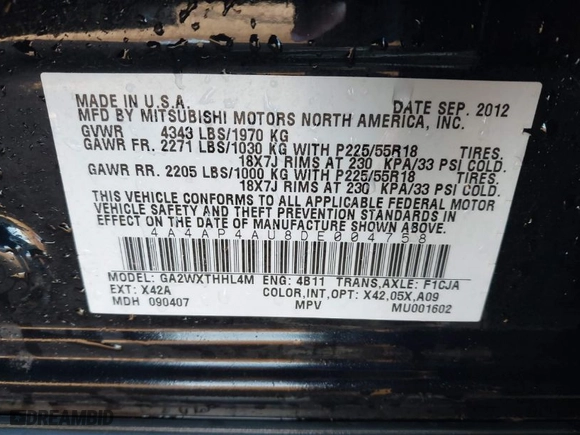 MADE IN U.S.A. DATE SEP. 2012
MFD BY MITSUBISHI MOTORS NORTH AMERICA, INC.
GVWR 4343 LBS/1970 KG
GAWR FR. 2271 LBS/1030 KG WITH P225/55R18 TIRES.
18X7J RIMS AT 230 KPA/33 PSI COLD.
GAWR RR. 2205 LBS/1000 KG WITH P225/55R18 TIRES.
18X7J RIMS AT 230 KPA/33 PSI COLD.
THIS VEHICLE CONFORMS TO ALL APPLICABLE FEDERAL MOTOR
VEHICLE SAFETY AND THEFT PREVENTION STANDARDS IN
EFFECT ON THE DATE OF MANUFACTURE SHOWN ABOVE.
4A4AP4AU8DE004758
MODEL: GA2WXTHHL4M ENG: 4B11 TRANS,AXLE: F1CJA
EXT: X42A COLOR,INT,OPT: X42,05X,A09
MDH 090407 MPV MU001602
DREAMBID